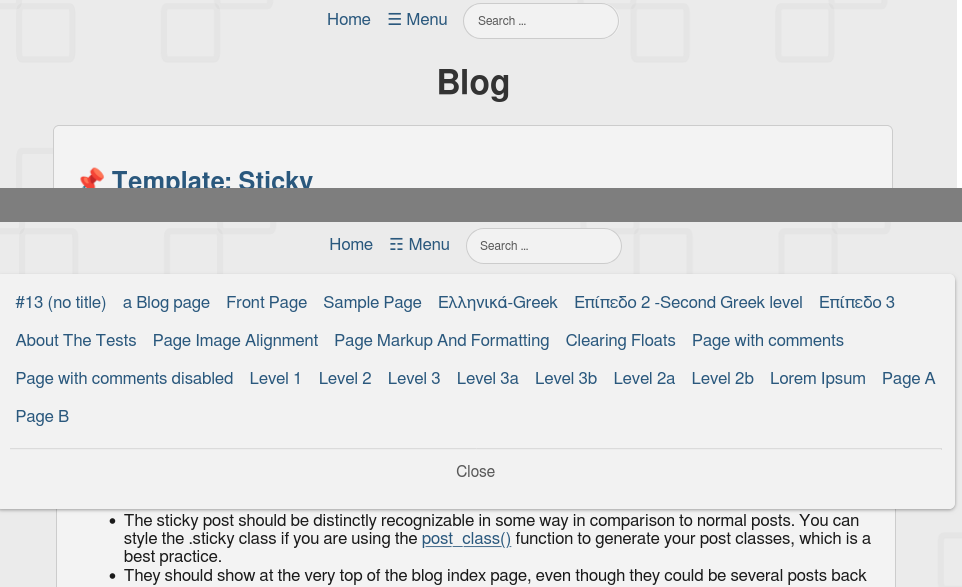 Home ☰ Menu Search ...
Blog
📌 Template: Sticky
Home ☶ Menu Search ...
#13 (no title) a Blog page Front Page Sample Page Ελληνικά-Greek Επίπεδο 2 -Second Greek level Επίπεδο 3
About The Tests Page Image Alignment Page Markup And Formatting Clearing Floats Page with comments
Page with comments disabled Level 1 Level 2 Level 3 Level 3a Level 3b Level 2a Level 2b Lorem Ipsum Page A
Page B
Close
• The sticky post should be distinctly recognizable in some way in comparison to normal posts. You can
style the .sticky class if you are using the post_class() function to generate your post classes, which is a
best practice.
• They should show at the very top of the blog index page, even though they could be several posts back